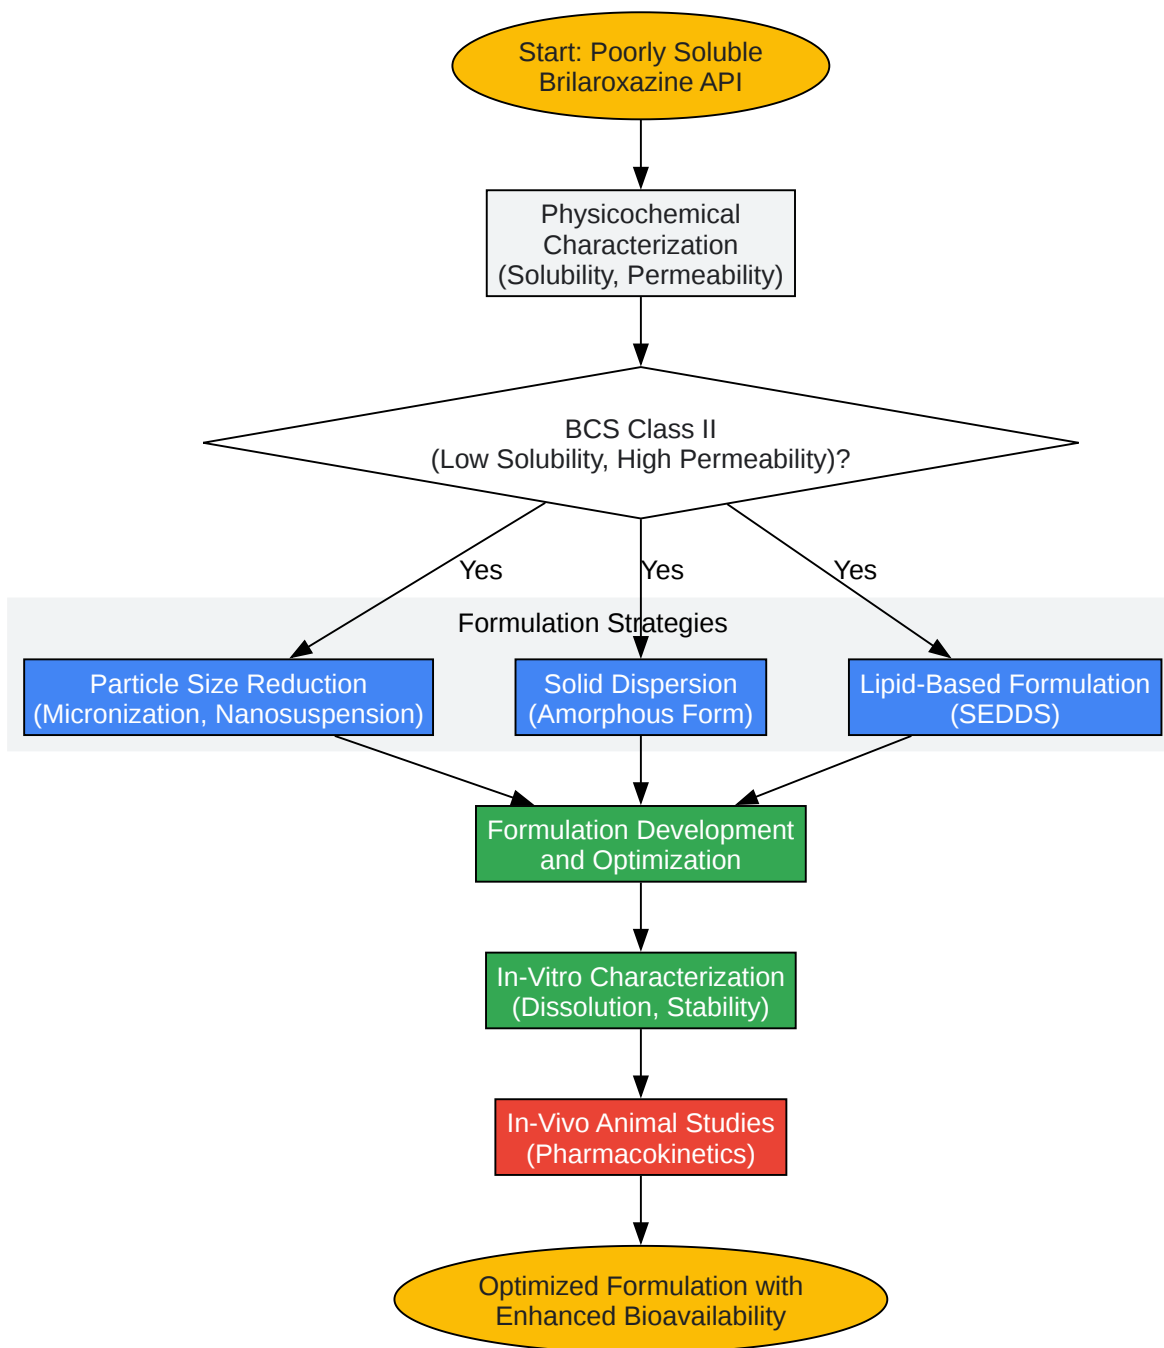 Start: Poorly Soluble
Brilaroxazine API
Physicochemical
Characterization
(Solubility, Permeability)
BCS Class II
(Low Solubility, High Permeability)?
Yes
Yes
Yes
Formulation Strategies
Particle Size Reduction
(Micronization, Nanosuspension)
Solid Dispersion
(Amorphous Form)
Lipid-Based Formulation
(SEDDS)
Formulation Development
and Optimization
In-Vitro Characterization
(Dissolution, Stability)
In-Vivo Animal Studies
(Pharmacokinetics)
Optimized Formulation with
Enhanced Bioavailability